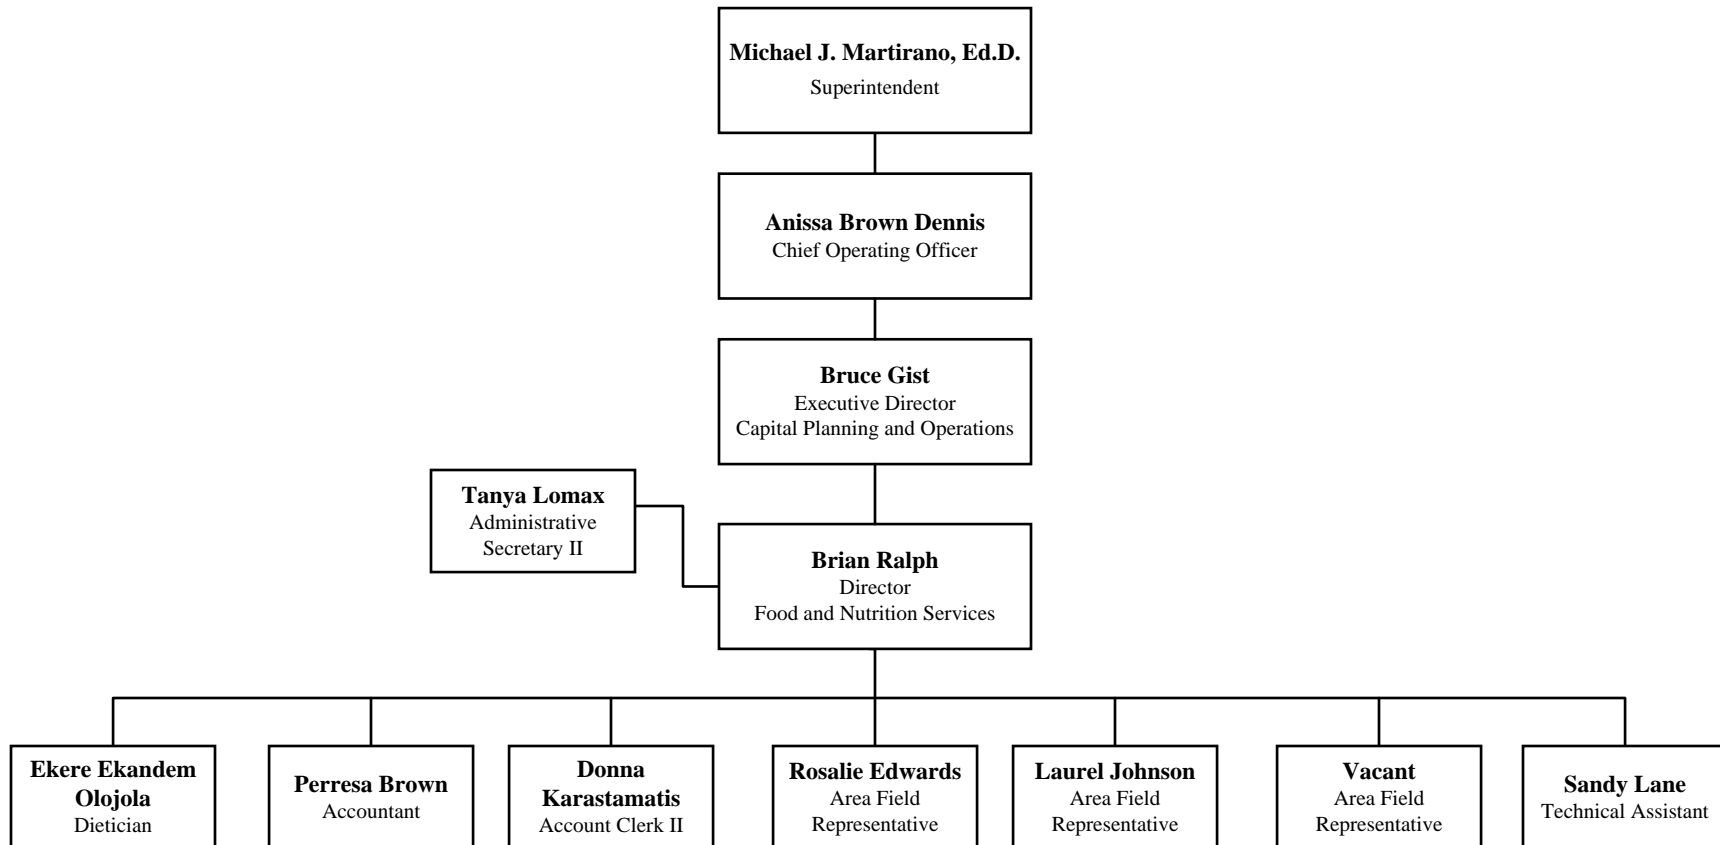 Michael J. Martirano, Ed.D.
Superintendent
Anissa Brown Dennis
Chief Operating Officer
Bruce Gist
Executive Director
Capital Planning and Operations
Tanya Lomax
Administrative
Secretary II
Brian Ralph
Director
Food and Nutrition Services
Ekere Ekandem
Olojola
Dietician
Perresa Brown
Accountant
Donna
Karastamatis
Account Clerk II
Rosalie Edwards
Area Field
Representative
Laurel Johnson
Area Field
Representative
Vacant
Area Field
Representative
Sandy Lane
Technical Assistant